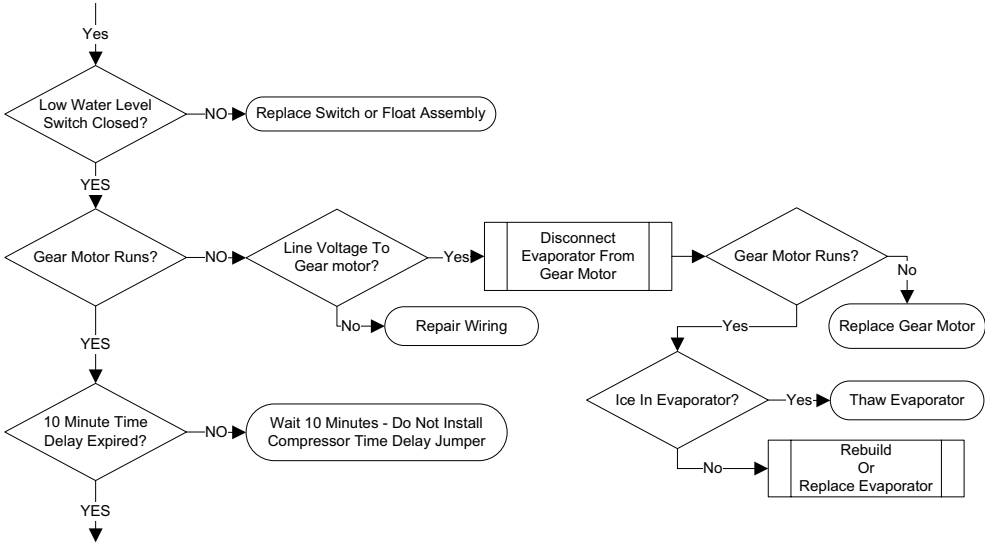 Yes
Low Water Level
Switch Closed?
NO
Replace Switch or Float Assembly
YES
Gear Motor Runs?
NO
Line Voltage To
Gear motor?
Yes
Disconnect
Evaporator From
Gear Motor
Gear Motor Runs?
No
Replace Gear Motor
No
Repair Wiring
Yes
Ice In Evaporator?
Yes
Thaw Evaporator
No
Rebuild
Or
Replace Evaporator
YES
10 Minute Time
Delay Expired?
NO
Wait 10 Minutes - Do Not Install
Compressor Time Delay Jumper
YES